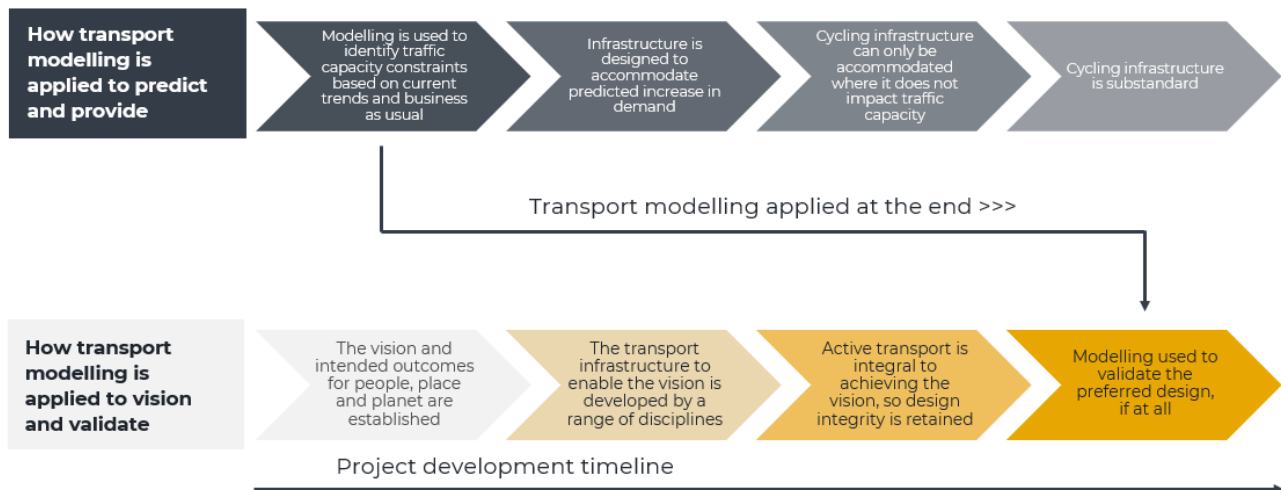 How transport
modelling is
applied to predict
and provide
Modelling is used to
identify traffic
capacity constraints
based on current
trends and business
as usual
Infrastructure is
designed to
accommodate
predicted increase in
demand
Cycling infrastructure
can only be
accommodated
where it does not
impact traffic
capacity
Cycling infrastructure
is substandard
Transport modelling applied at the end >>>
How transport
modelling is
applied to vision
and validate
The vision and
intended outcomes
for people, place
and planet are
established
The transport
infrastructure to
enable the vision is
developed by a
range of disciplines
Active transport is
integral to
achieving the
vision, so design
integrity is retained
Modelling used to
validate the
preferred design,
if at all
Project development timeline